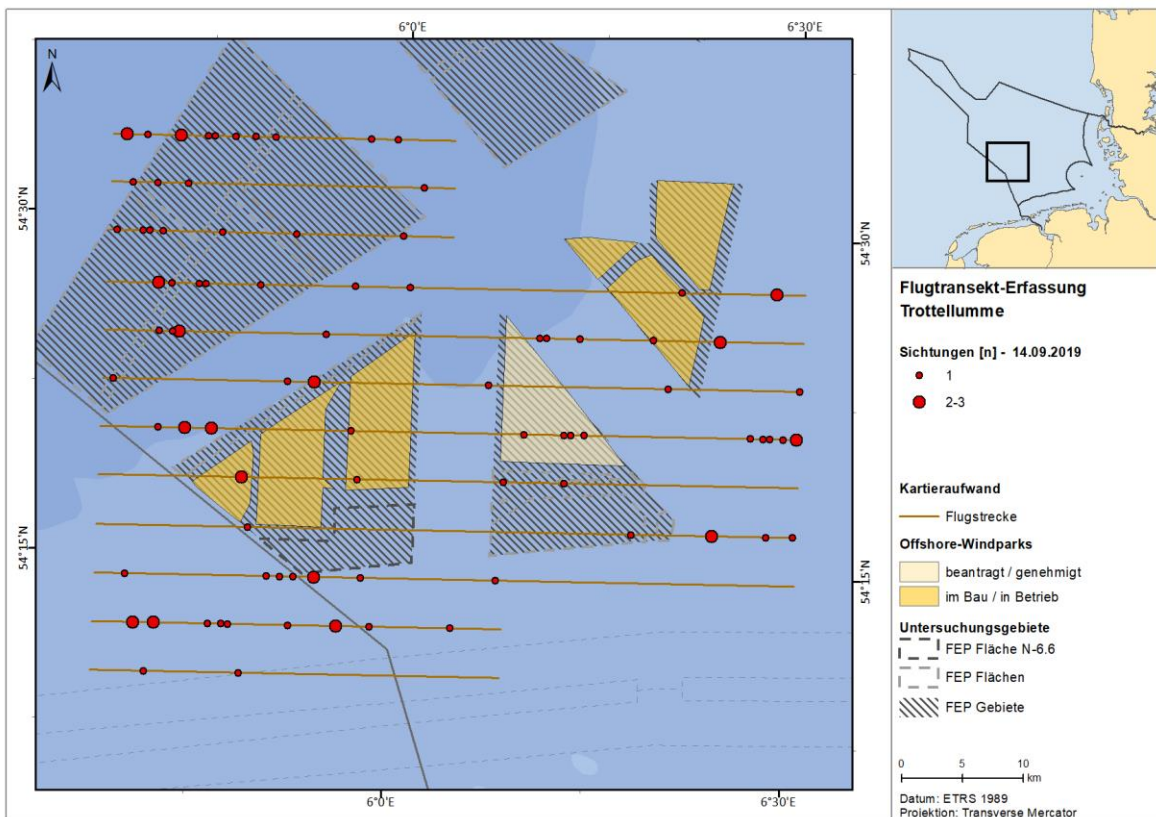 6°0'E
6°30'E
N
54°30'N
54°30'N
54°15'N
54°15'N
6°0'E
6°30'E
Flugtransekt-Erfassung
Trottellumme
Sichtungen [n] - 14.09.2019
1
2-3
Kartieraufwand
Flugstrecke
Offshore-Windparks
beantragt / genehmigt
im Bau / in Betrieb
Untersuchungsgebiete
FEP Fläche N-6.6
FEP Flächen
FEP Gebiete
0 5 10
km
Datum: ETRS 1989
Projektion: Transverse Mercator